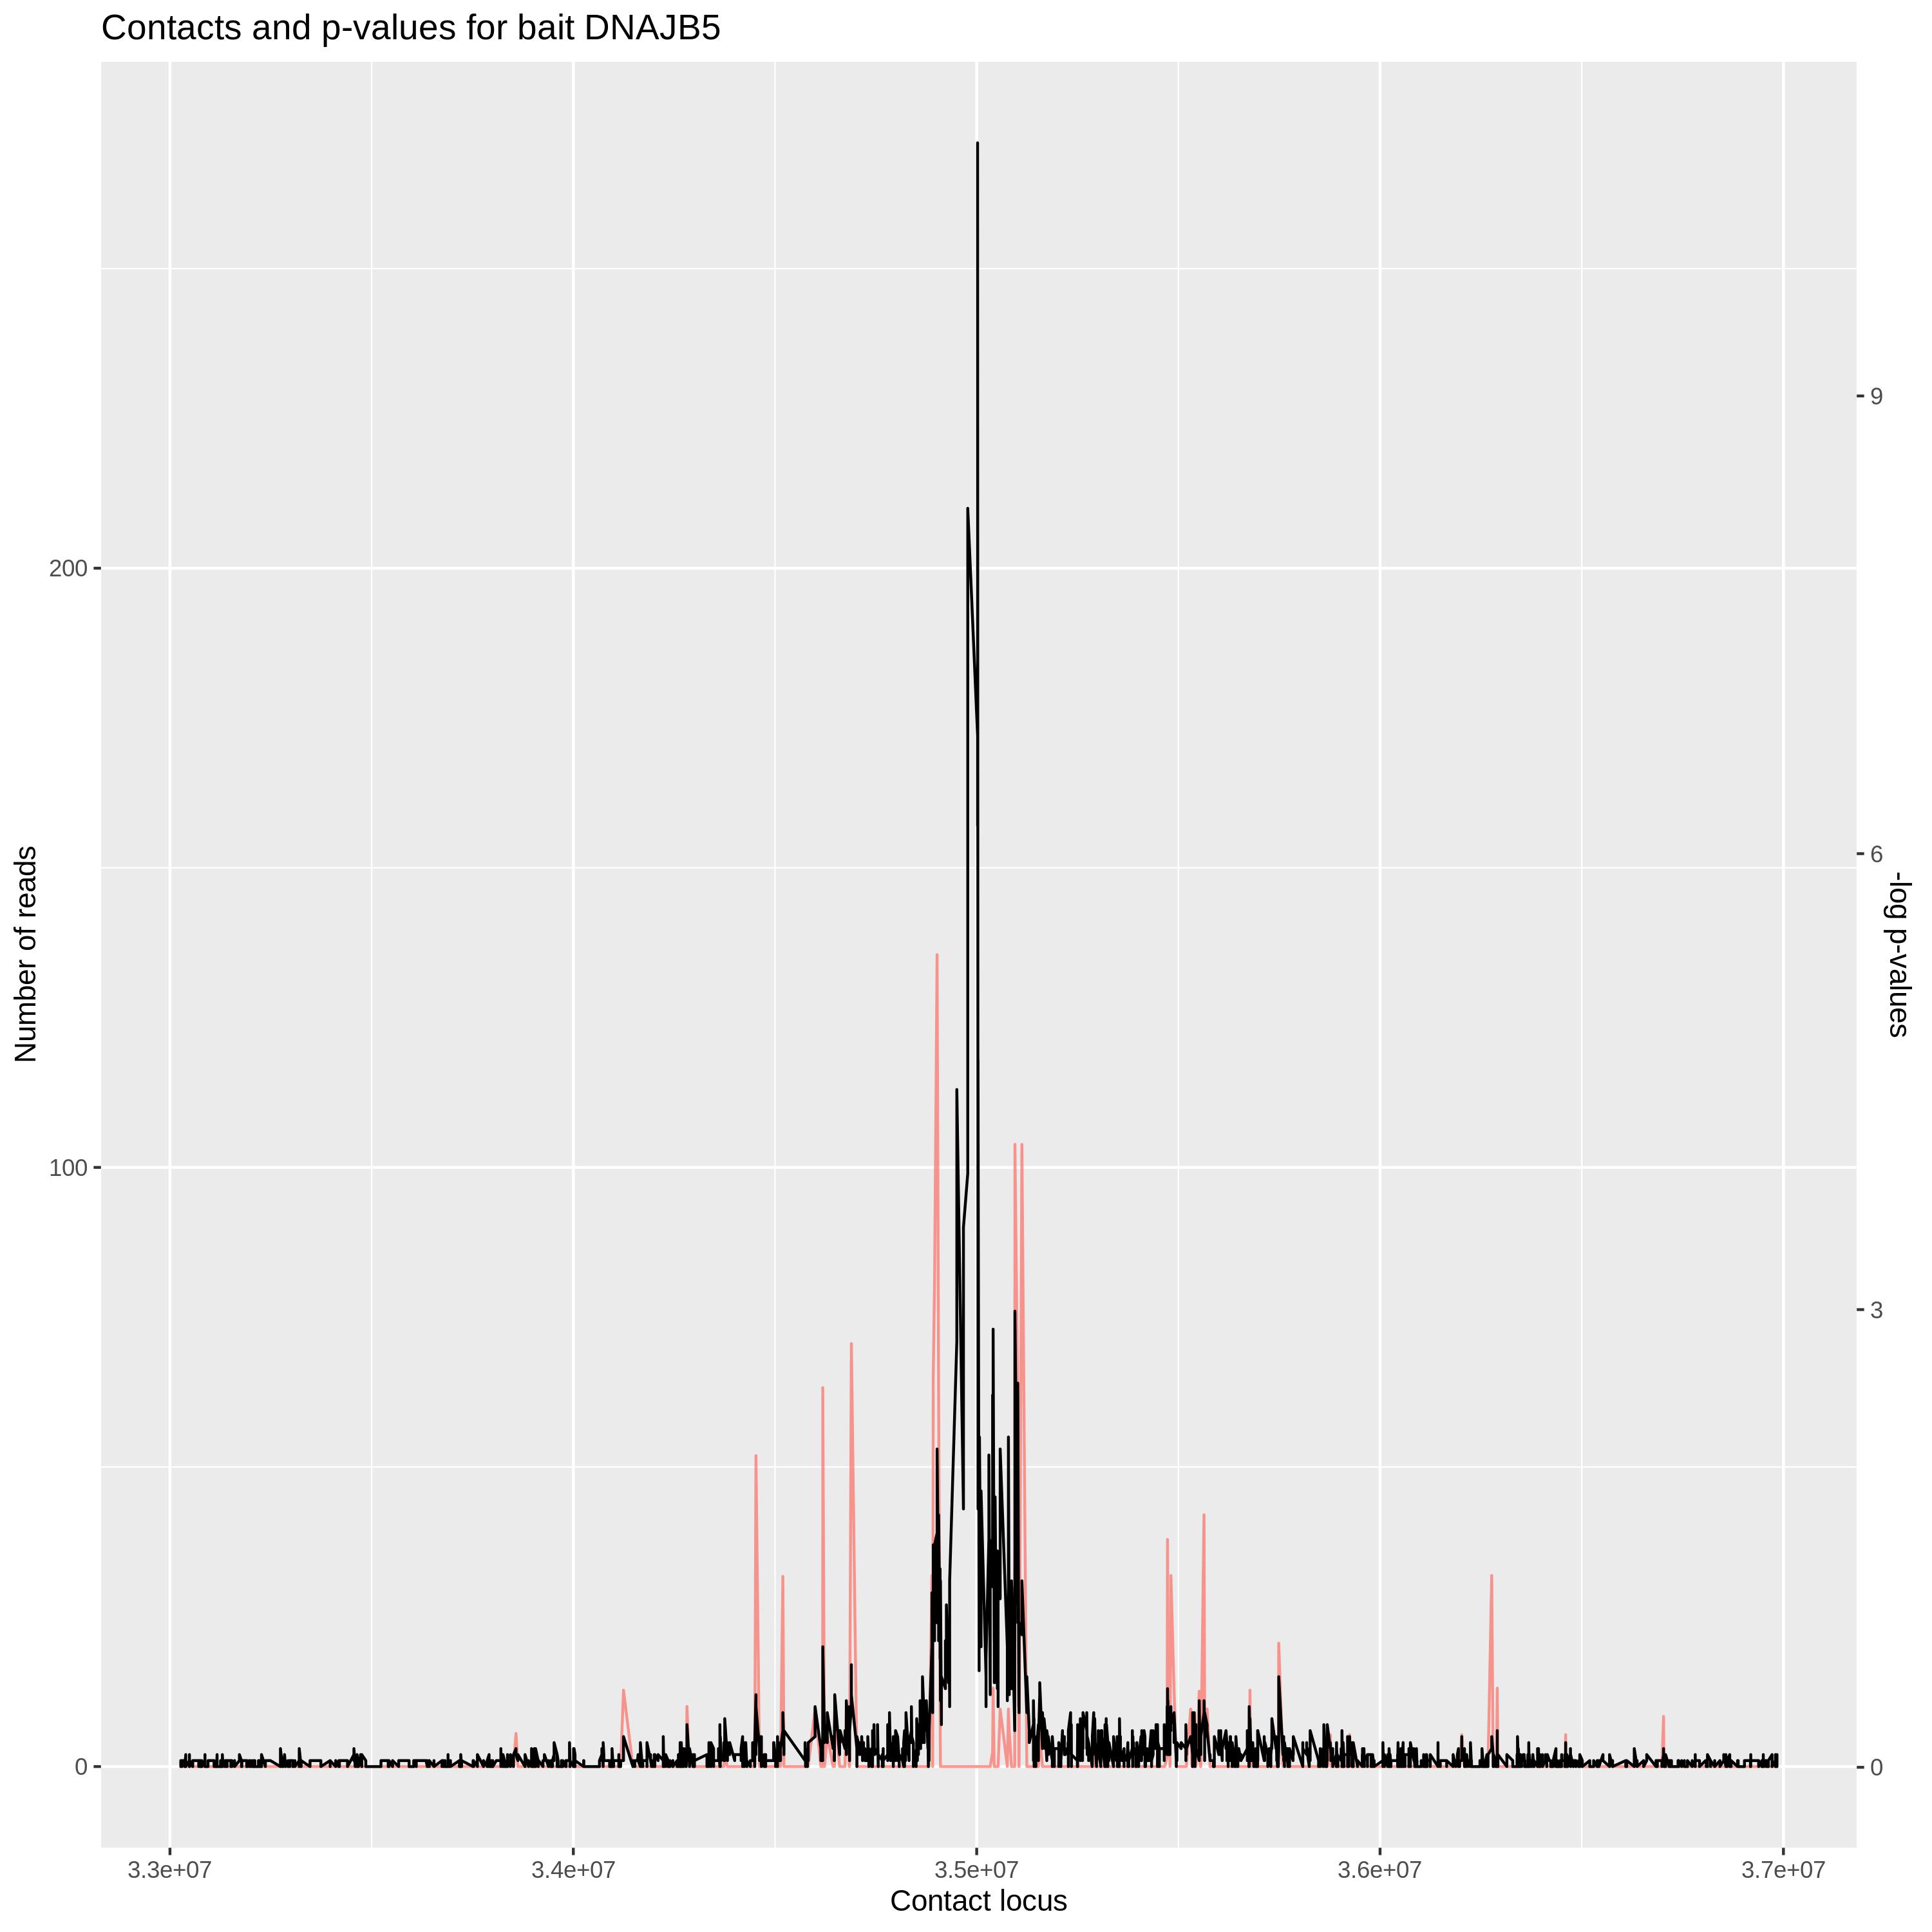 Contacts and p-values for bait DNAJB5
Number of reads
200
100
0
9
6
3
0
-log p-values
3.3e+07
3.4e+07
3.5e+07
3.6e+07
3.7e+07
Contact locus